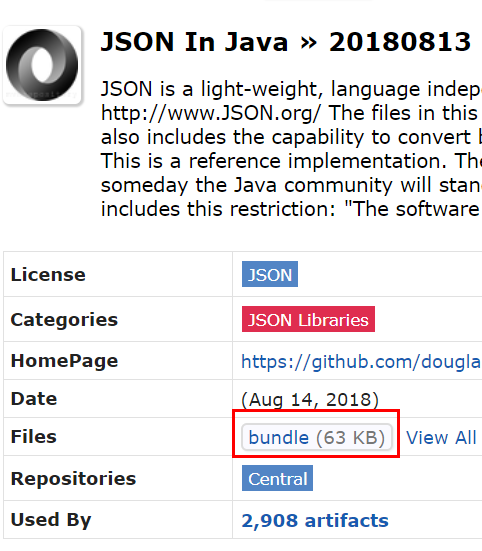 JSON In Java » 20180813
JSON is a light-weight, language indep
http://www.JSON.org/ The files in this
also includes the capability to convert b
This is a reference implementation. The
someday the Java community will stan
includes this restriction: "The software
License JSON
Categories JSON Libraries
HomePage https://github.com/dougla
Date (Aug 14, 2018)
Files bundle (63 KB) View All
Repositories Central
Used By 2,908 artifacts